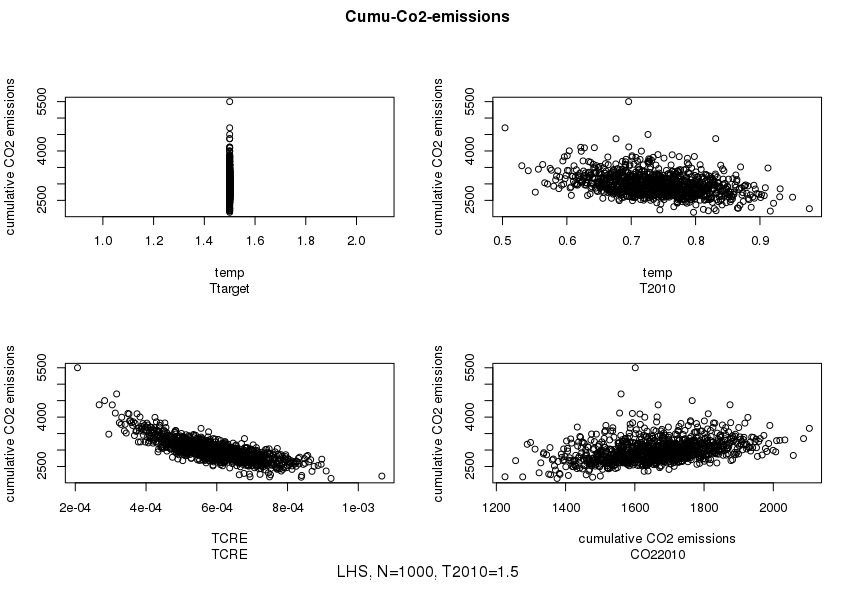 Cumu-Co2-emissions
cumulative CO2 emissions
5500
4000
2500
1.0 1.2 1.4 1.6 1.8 2.0
temp
Ttarget
cumulative CO2 emissions
5500
4000
2500
0.5 0.6 0.7 0.8 0.9
temp
T2010
cumulative CO2 emissions
5500
4000
2500
2e-04 4e-04 6e-04 8e-04 1e-03
TCRE
TCRE
cumulative CO2 emissions
5500
4000
2500
1200 1400 1600 1800 2000
cumulative CO2 emissions
CO22010
LHS, N=1000, T2010=1.5